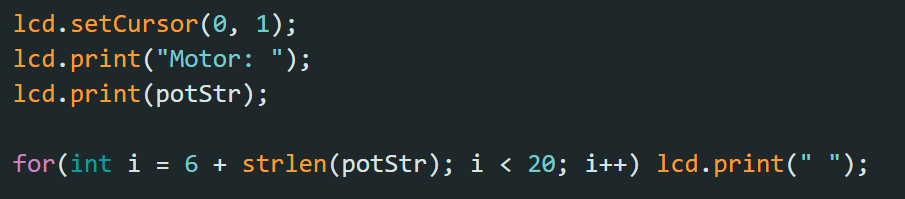 lcd.setCursor(0, 1);
lcd.print("Motor: ");
lcd.print(potStr);
for(int i = 6 + strlen(potStr); i < 20; i++) lcd.print(" ");